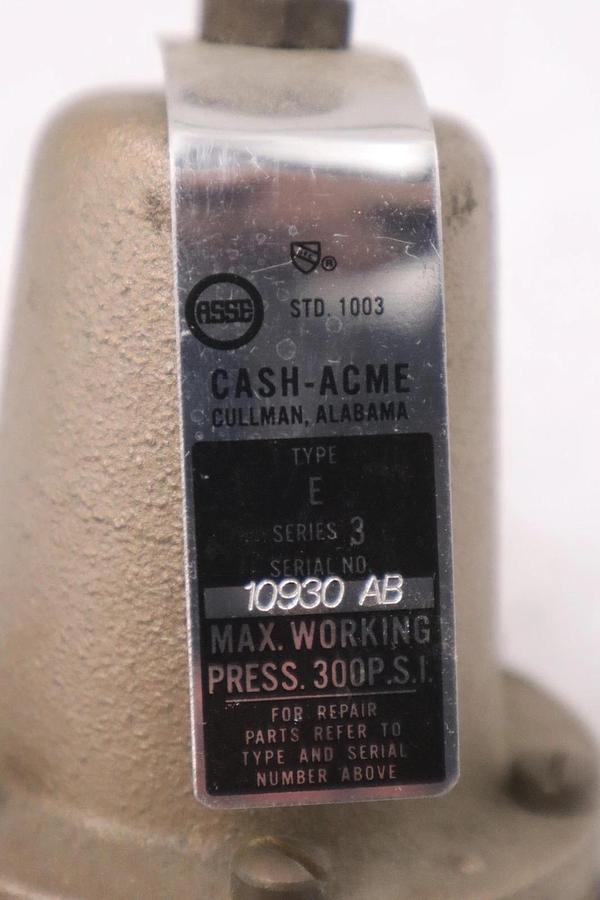 ®
ASSE
STD. 1003
CASH-ACME
CULLMAN, ALABAMA
TYPE
E
SERIES 3
SERIAL NO.
10930 AB
MAX. WORKING
PRESS. 300P.S.I.
FOR REPAIR
PARTS REFER TO
TYPE AND SERIAL
NUMBER ABOVE